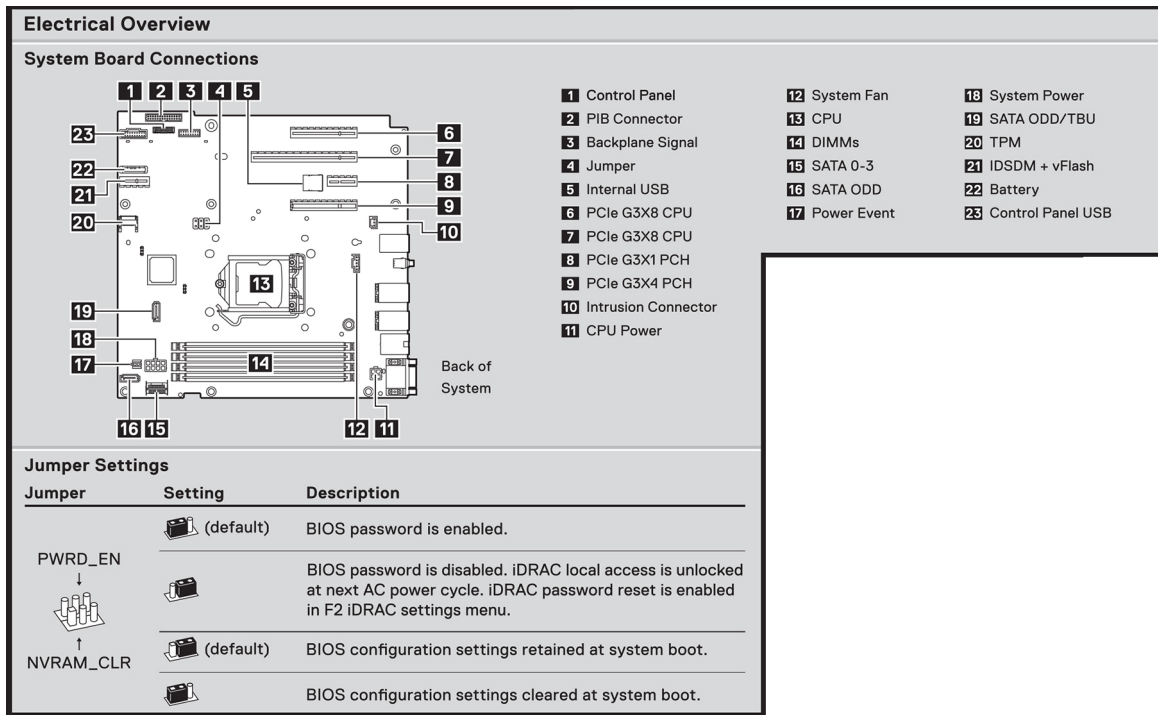 Electrical Overview
System Board Connections
1 2 3 4 5
23
22
21
20
19
18
17
16 15
6
7
8
9
10
13
14
12 11
Back of
System
1 Control Panel
2 PIB Connector
3 Backplane Signal
4 Jumper
5 Internal USB
6 PCIe G3X8 CPU
7 PCIe G3X8 CPU
8 PCIe G3X1 PCH
9 PCIe G3X4 PCH
10 Intrusion Connector
11 CPU Power
12 System Fan
13 CPU
14 DIMMs
15 SATA 0-3
16 SATA ODD
17 Power Event
18 System Power
19 SATA ODD/TBU
20 TPM
21 IDSDM + vFlash
22 Battery
23 Control Panel USB
Jumper Settings
Jumper Setting Description
PWRD_EN
NVRAM_CLR
(default) BIOS password is enabled.
BIOS password is disabled. iDRAC local access is unlocked
at next AC power cycle. iDRAC password reset is enabled
in F2 iDRAC settings menu.
(default) BIOS configuration settings retained at system boot.
BIOS configuration settings cleared at system boot.